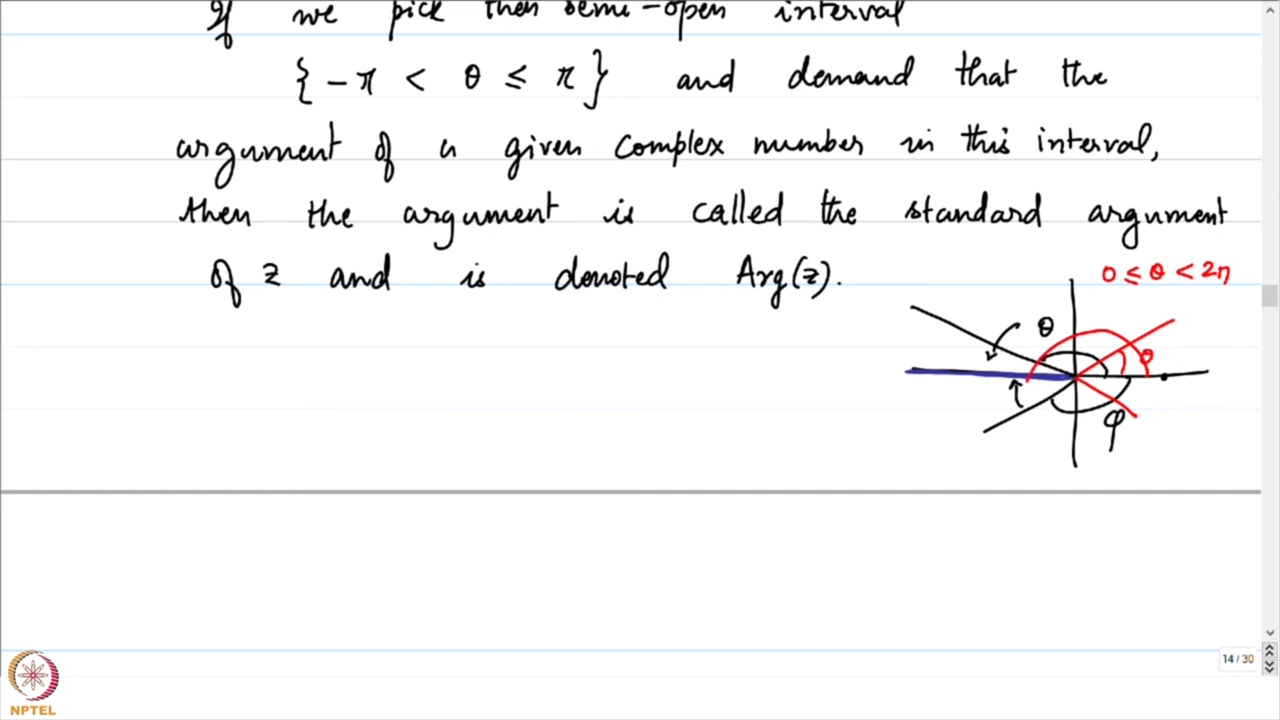 If we pick then semi-open interval
{-π < θ ≤ π} and demand that the
argument of a given complex number in this interval,
then the argument is called the standard argument
of z and is denoted Arg(z).
0 ≤ θ < 2π
θ
θ
φ
14 / 30
NPTEL